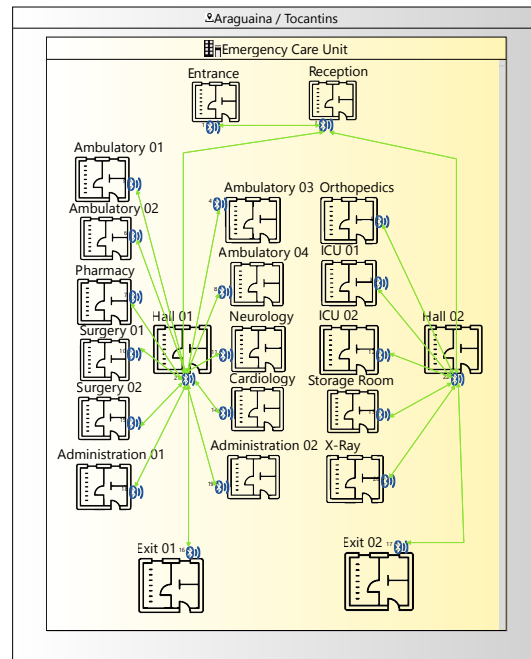 Araguaina / Tocantins
Emergency Care Unit
Entrance
Reception
Ambulatory 01
Ambulatory 03
Orthopedics
Ambulatory 02
Ambulatory 04
ICU 01
Pharmacy
Hall 01
Neurology
ICU 02
Hall 02
Surgery 01
Cardiology
Storage Room
Surgery 02
Administration 01
Administration 02
X-Ray
Exit 01
16
Exit 02
17